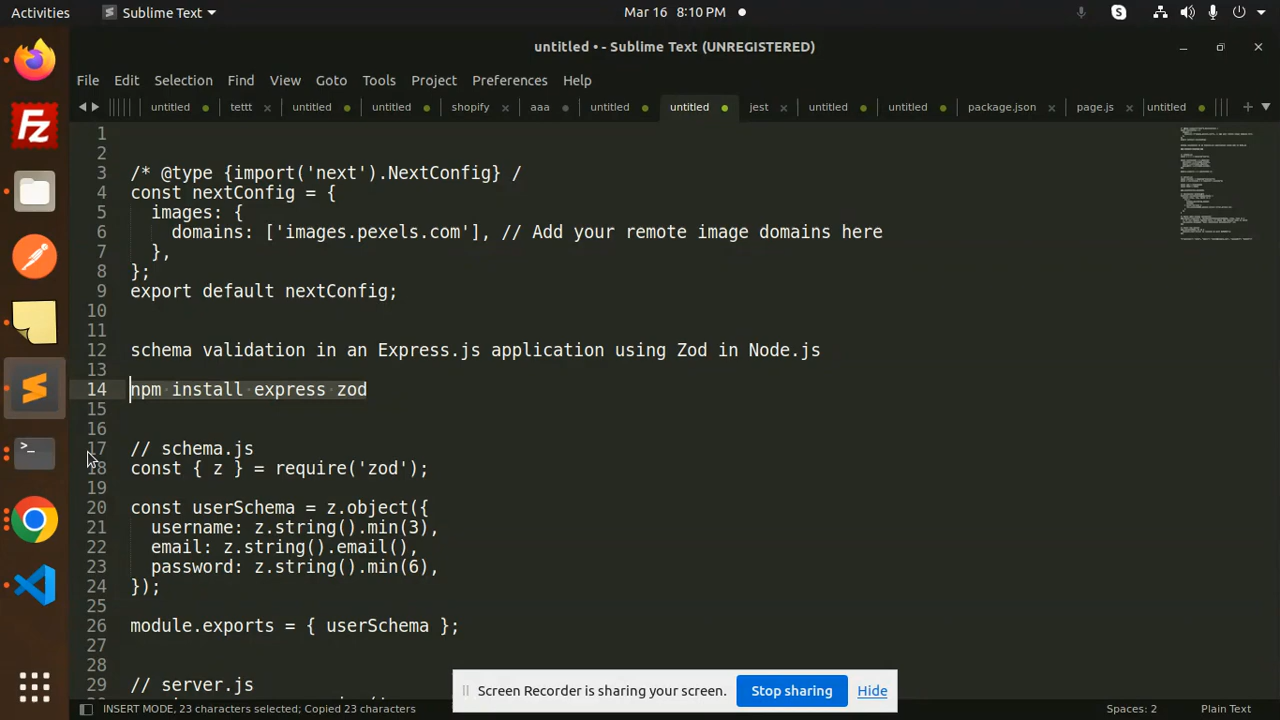 Activities
Sublime Text
Mar 16 8:10 PM
untitled • - Sublime Text (UNREGISTERED)
File Edit Selection Find View Goto Tools Project Preferences Help
untitled tettt untitled untitled shopify aaa untitled untitled jest untitled untitled package.json page.js untitled
1
2
3 /* @type {import('next').NextConfig} /
4 const nextConfig = {
5 images: {
6 domains: ['images.pexels.com'], // Add your remote image domains here
7 },
8 };
9 export default nextConfig;
10
11
12 schema validation in an Express.js application using Zod in Node.js
13
14 npm install express zod
15
16
17 // schema.js
18 const { z } = require('zod');
19
20 const userSchema = z.object({
21 username: z.string().min(3),
22 email: z.string().email(),
23 password: z.string().min(6),
24 });
25
26 module.exports = { userSchema };
27
28
29 // server.js
Screen Recorder is sharing your screen.
Stop sharing
Hide
INSERT MODE, 23 characters selected; Copied 23 characters
Spaces: 2
Plain Text